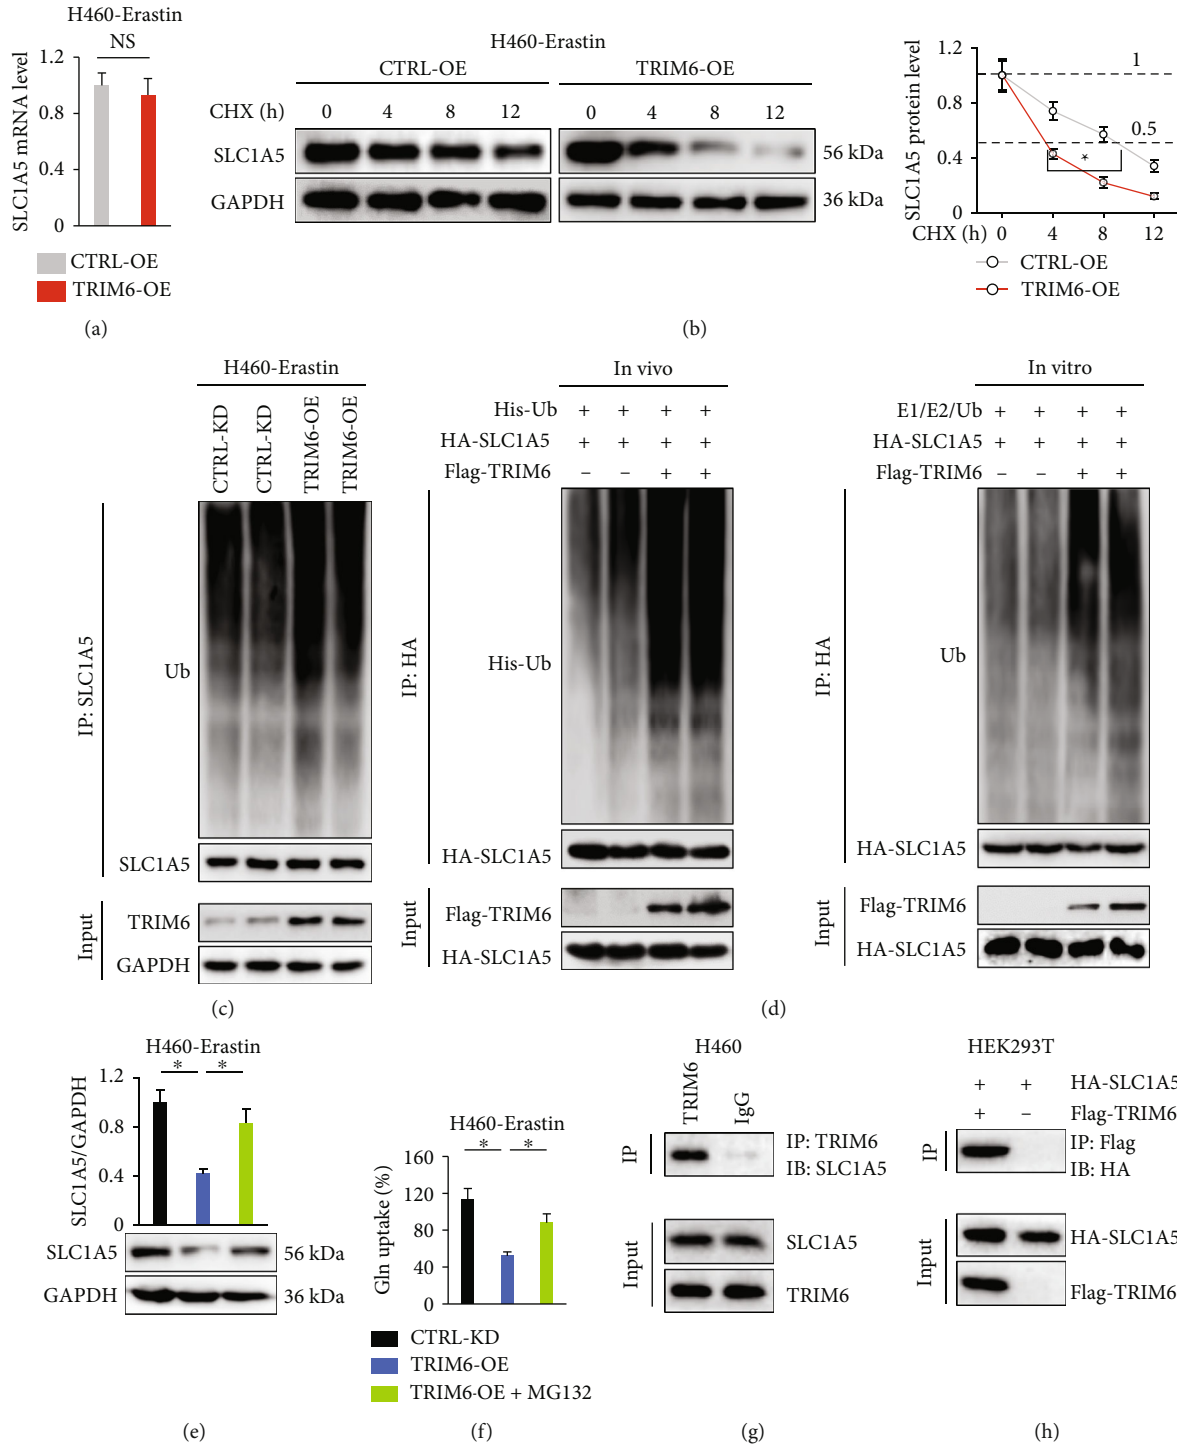 H460-Erastin
NS
SLC1A5 mRNA level
1.2
0.8
0.4
0
CTRL-OE
TRIM6-OE
(a)
H460-Erastin
CTRL-OE
TRIM6-OE
CHX (h)
0 4 8 12 0 4 8 12
SLC1A5
56 kDa
GAPDH
36 kDa
SLC1A5 protein level
1.2
0.8
0.4
0
1
0.5
*
CHX (h) 0 4 8 12
CTRL-OE
TRIM6-OE
(b)
H460-Erastin
CTRL-KD
CTRL-KD
TRIM6-OE
TRIM6-OE
IP: SLC1A5
Ub
SLC1A5
Input
TRIM6
GAPDH
(c)
In vivo
His-Ub + + + +
HA-SLC1A5 + + + +
Flag-TRIM6 – – + +
IP: HA
His-Ub
HA-SLC1A5
Input
Flag-TRIM6
HA-SLC1A5
In vitro
E1/E2/Ub + + + +
HA-SLC1A5 + + + +
Flag-TRIM6 – – + +
IP: HA
Ub
HA-SLC1A5
Input
Flag-TRIM6
HA-SLC1A5
(d)
H460-Erastin
* *
SLC1A5/GAPDH
1.2
0.8
0.4
0
SLC1A5
56 kDa
GAPDH
36 kDa
(e)
H460-Erastin
* *
Gln uptake (%)
160
120
80
40
0
CTRL-KD
TRIM6-OE
TRIM6-OE + MG132
(f)
H460
TRIM6
IgG
IP
IP: TRIM6
IB: SLC1A5
Input
SLC1A5
TRIM6
(g)
HEK293T
+ + HA-SLC1A5
+ – Flag-TRIM6
IP
IP: Flag
IB: HA
Input
HA-SLC1A5
Flag-TRIM6
(h)